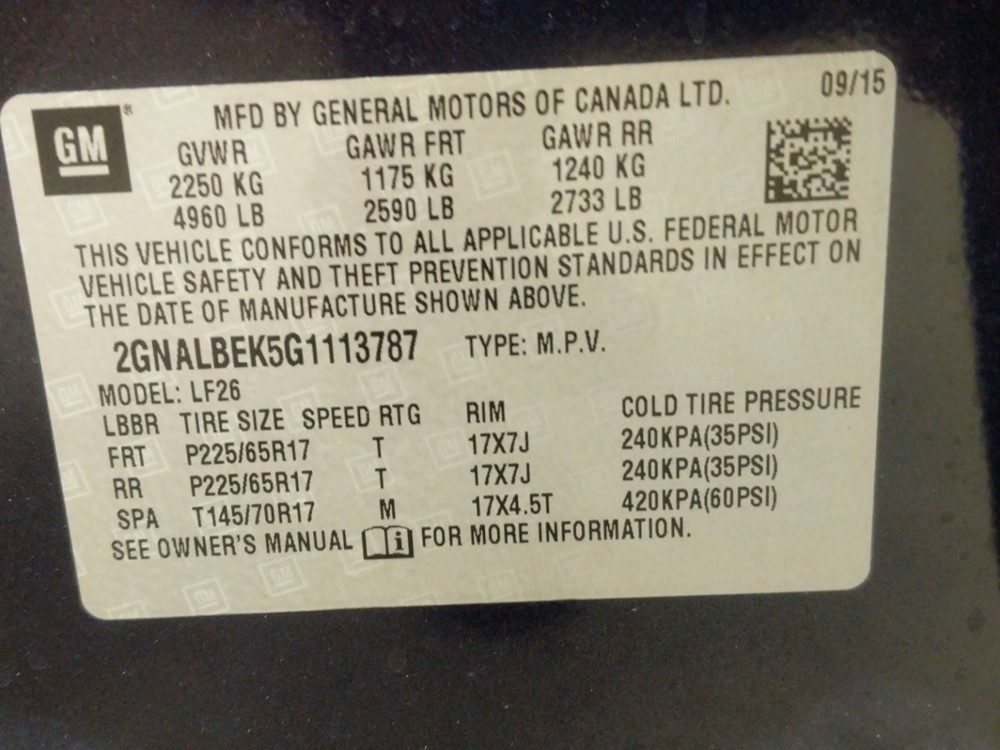 GM®
MFD BY GENERAL MOTORS OF CANADA LTD. 09/15
GVWR GAWR FRT GAWR RR
2250 KG 1175 KG 1240 KG
4960 LB 2590 LB 2733 LB
THIS VEHICLE CONFORMS TO ALL APPLICABLE U.S. FEDERAL MOTOR
VEHICLE SAFETY AND THEFT PREVENTION STANDARDS IN EFFECT ON
THE DATE OF MANUFACTURE SHOWN ABOVE.
2GNALBEK5G1113787 TYPE: M.P.V.
MODEL: LF26
LBBR TIRE SIZE SPEED RTG RIM COLD TIRE PRESSURE
FRT P225/65R17 T 17X7J 240KPA(35PSI)
RR P225/65R17 T 17X7J 240KPA(35PSI)
SPA T145/70R17 M 17X4.5T 420KPA(60PSI)
SEE OWNER'S MANUAL i FOR MORE INFORMATION.